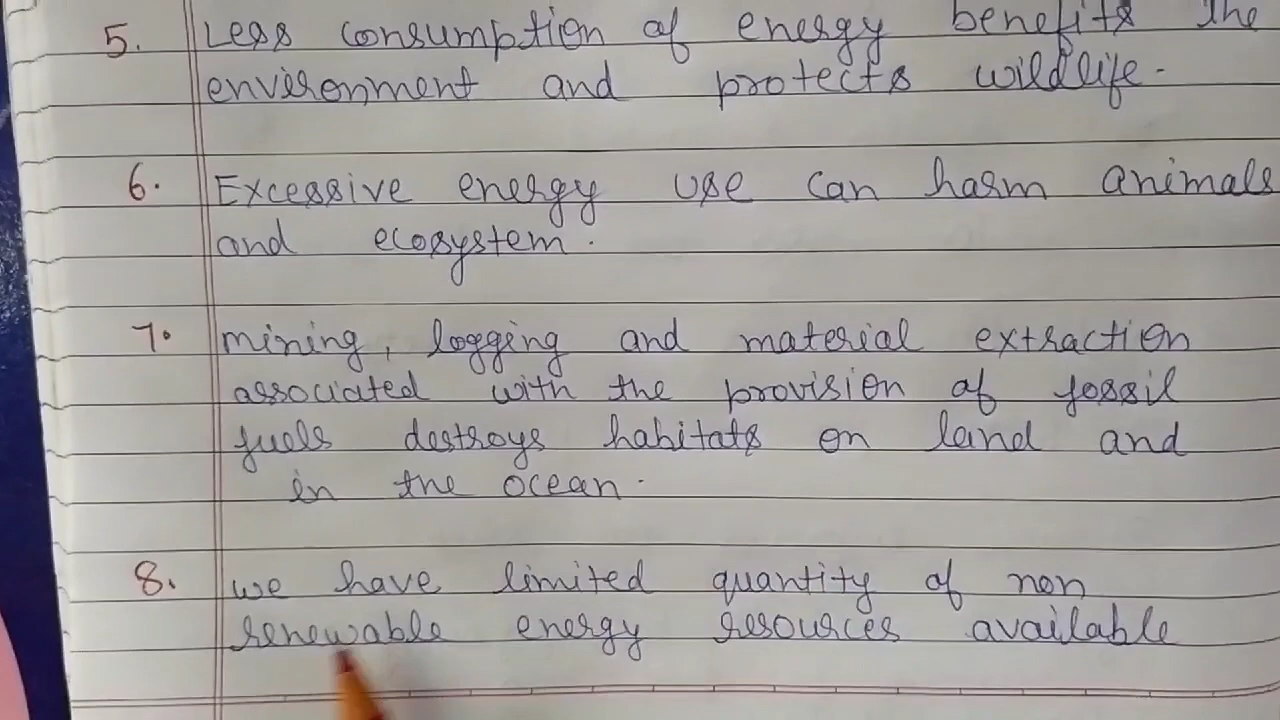 5. Less consumption of energy benefits the
environment and protects wildlife.
6. Excessive energy use can harm animals
and ecosystem.
7. mining, logging and material extraction
associated with the provision of fossil
fuels destroys habitats on land and
in the ocean.
8. we have limited quantity of non
renewable energy resources available